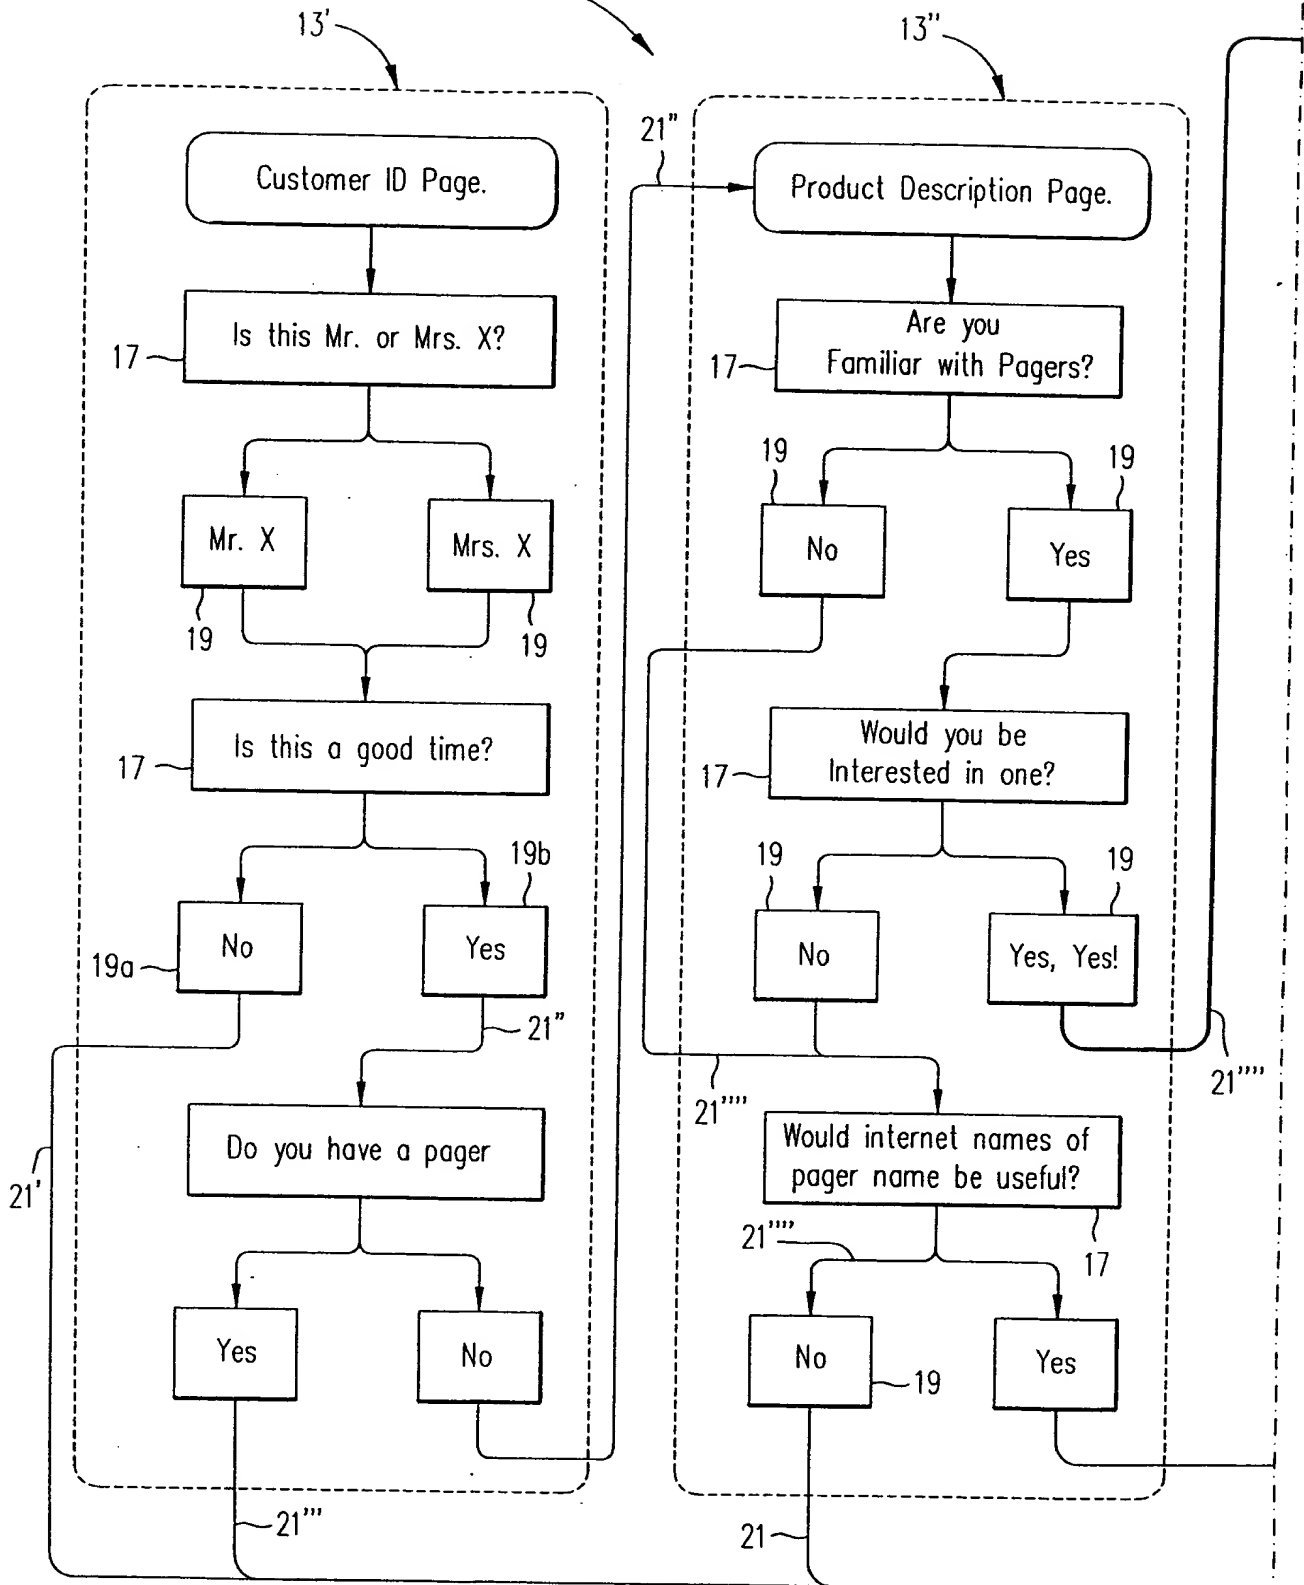 13'
13"
21"
Customer ID Page.
Product Description Page.
Is this Mr. or Mrs. X?
17
Are you
Familiar with Pagers?
17
19
19
Mr. X
Mrs. X
No
Yes
19
19
Is this a good time?
17
Would you be
Interested in one?
17
19b
19
19
No
Yes
19a
No
Yes, Yes!
21"
21''''
21''''
Do you have a pager
Would internet names of
pager name be useful?
21'
21''''
17
Yes
No
No
Yes
19
21'''
21